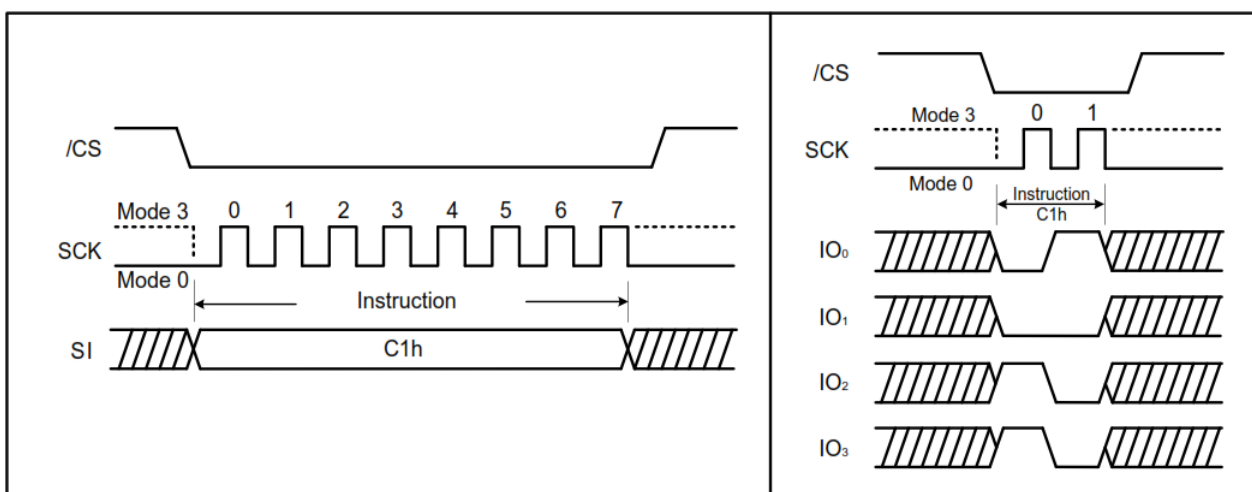 /CS
Mode 3 0 1 2 3 4 5 6 7
SCK
Mode 0
Instruction
SI C1h
/CS
Mode 3 0 1
SCK
Mode 0
Instruction
C1h
IO₀
IO₁
IO₂
IO₃